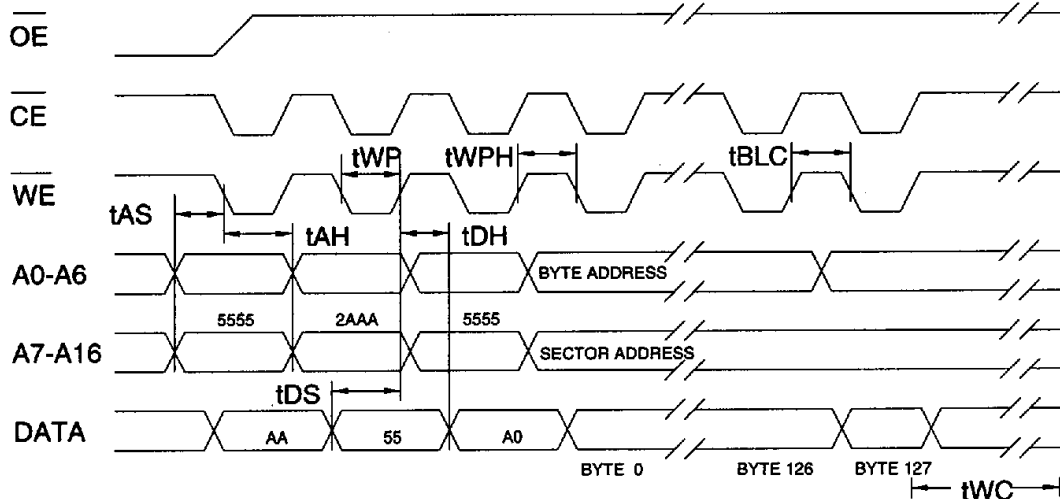 OE
CE
tWP tWPH tBLC
WE
tAS
tAH tDH
A0-A6 BYTE ADDRESS
5555 2AAA 5555
A7-A16 SECTOR ADDRESS
tDS
DATA AA 55 A0
BYTE 0 BYTE 126 BYTE 127
tWC